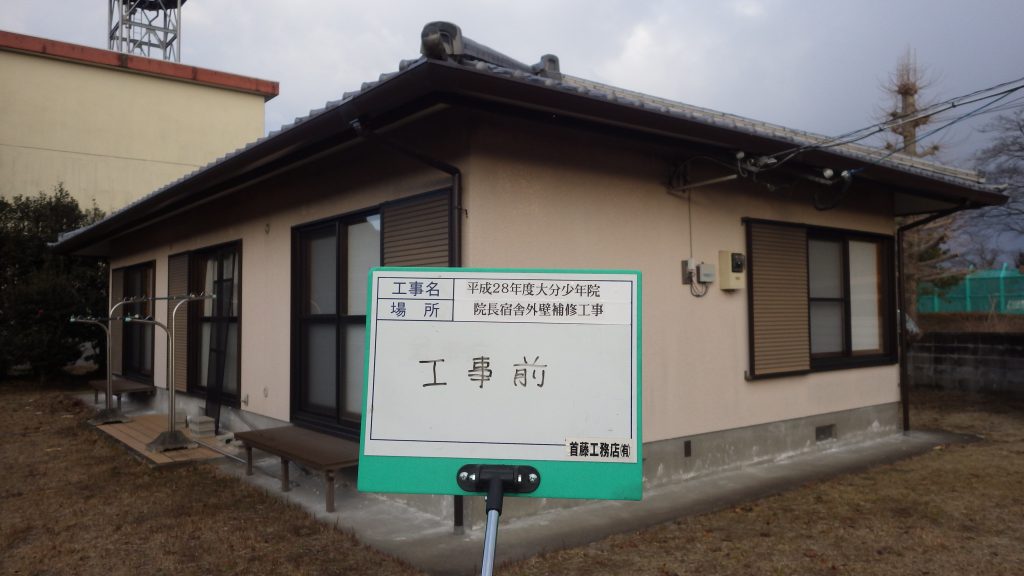 工事名 平成28年度大分少年院
場 所 院長宿舎外壁補修工事
工事前
首藤工務店㈲